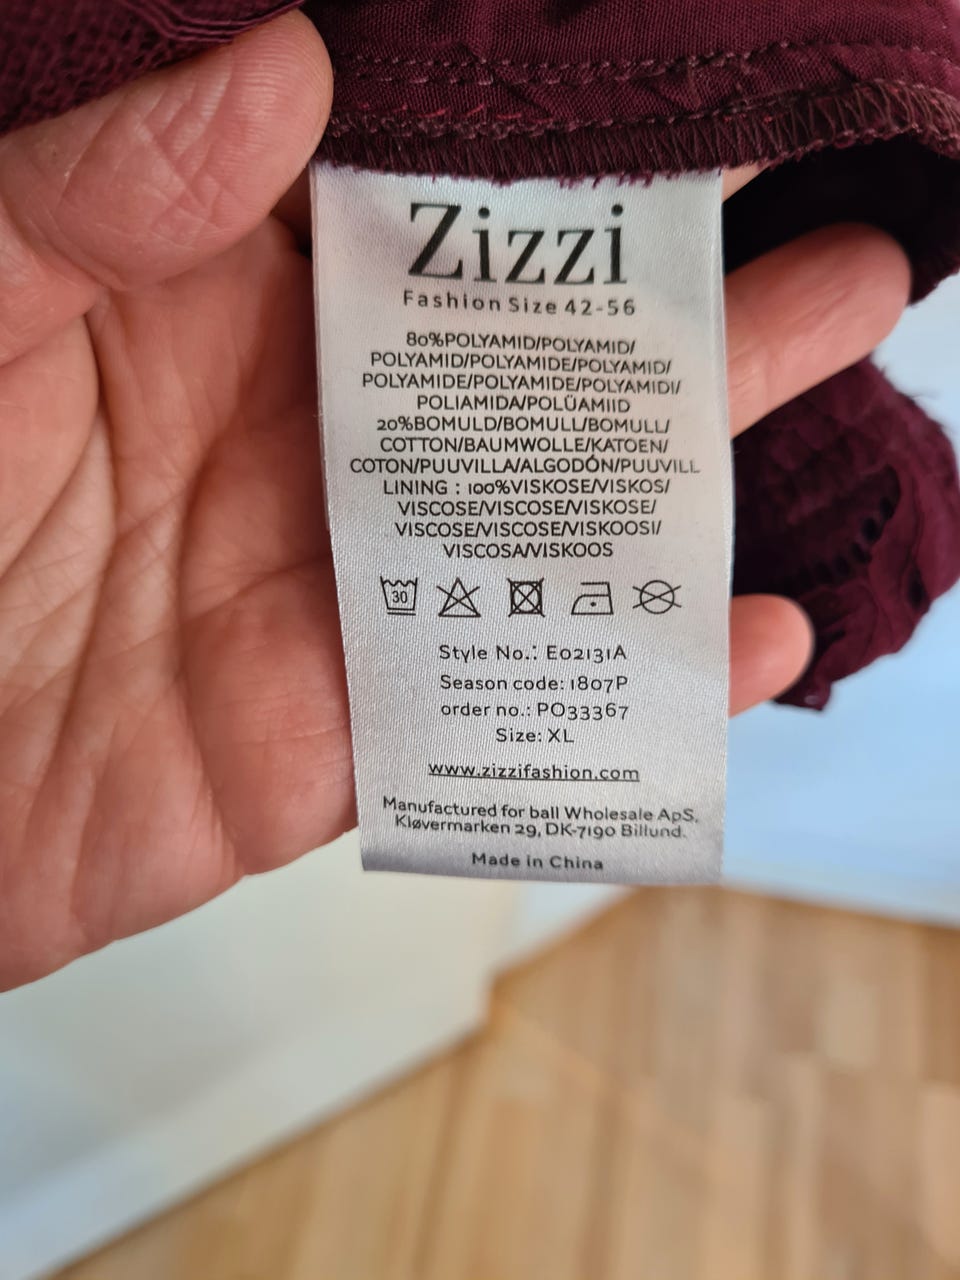 Zizzi
Fashion Size 42-56
80%POLYAMID/POLYAMID/
POLYAMID/POLYAMIDE/POLYAMID/
POLYAMIDE/POLYAMIDE/POLYAMIDI/
POLIAMIDA/POLÜAMIID
20%BOMULD/BOMULL/BOMULL/
COTTON/BAUMWOLLE/KATOEN/
COTON/PUUVILLA/ALGODÓN/PUUVILL
LINING : 100%VISKOSE/VISKOS/
VISCOSE/VISCOSE/VISKOSE/
VISCOSE/VISCOSE/VISKOOSI/
VISCOSA/VISKOOS
30
Style No.: E02131A
Season code: 1807P
order no.: PO33367
Size: XL
www.zizzifashion.com
Manufactured for ball Wholesale ApS,
Kløvermarken 29, DK-7190 Billund.
Made in China